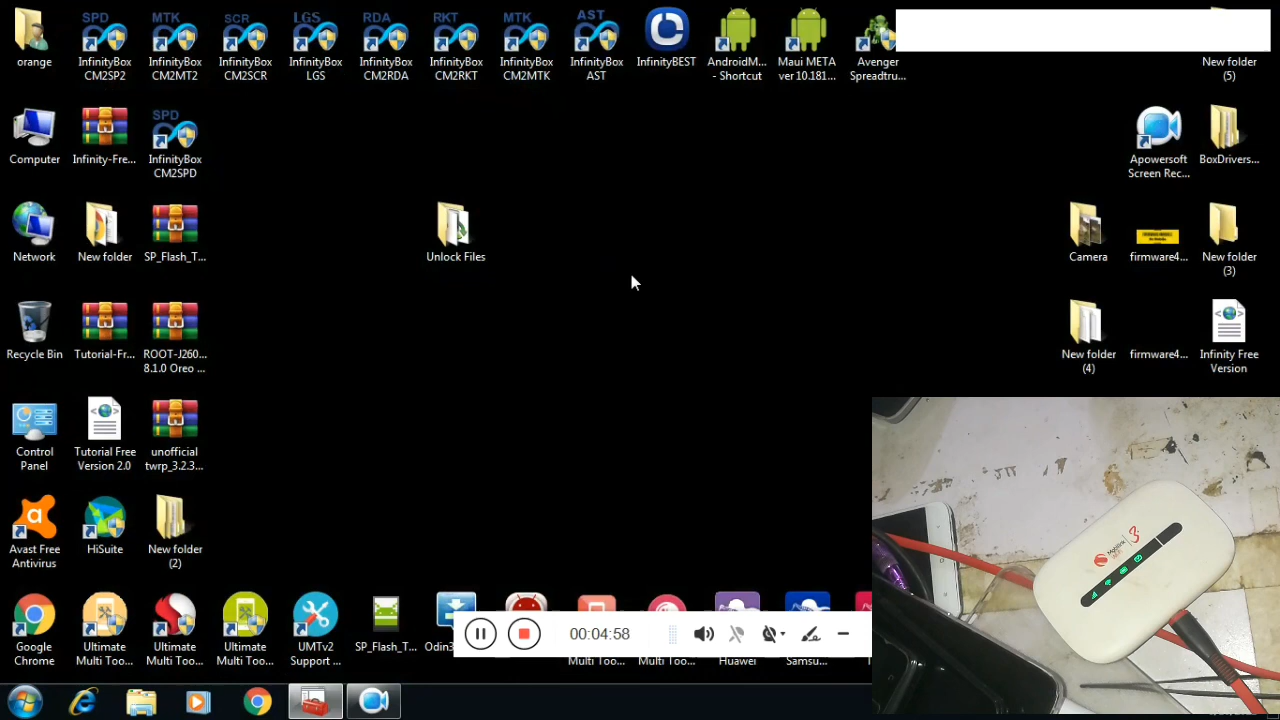 SPD
MTK
SCR
LGS
RDA
RKT
MTK
AST
orange
InfinityBox
CM2SP2
InfinityBox
CM2MT2
InfinityBox
CM2SCR
InfinityBox
LGS
InfinityBox
CM2RDA
InfinityBox
CM2RKT
InfinityBox
CM2MTK
InfinityBox
AST
InfinityBEST
AndroidM...
- Shortcut
Maui META
ver 10.181...
Avenger
Spreadtru...
New folder
(5)
SPD
Computer
Infinity-Fre...
InfinityBox
CM2SPD
Apowersoft
Screen Rec...
BoxDrivers...
Network
New folder
SP_Flash_T...
Unlock Files
Camera
firmware4...
New folder
(3)
Recycle Bin
Tutorial-Fr...
ROOT-J260...
8.1.0 Oreo ...
New folder
(4)
firmware4...
Infinity Free
Version
Control
Panel
Tutorial Free
Version 2.0
unofficial
twrp_3.2.3...
Avast Free
Antivirus
HiSuite
New folder
(2)
Google
Chrome
Ultimate
Multi Too...
Ultimate
Multi Too...
Ultimate
Multi Too...
UMTv2
Support ...
SP_Flash_T...
Odin3
00:04:58
Multi Too...
Multi Too...
Huawei
Samsu...